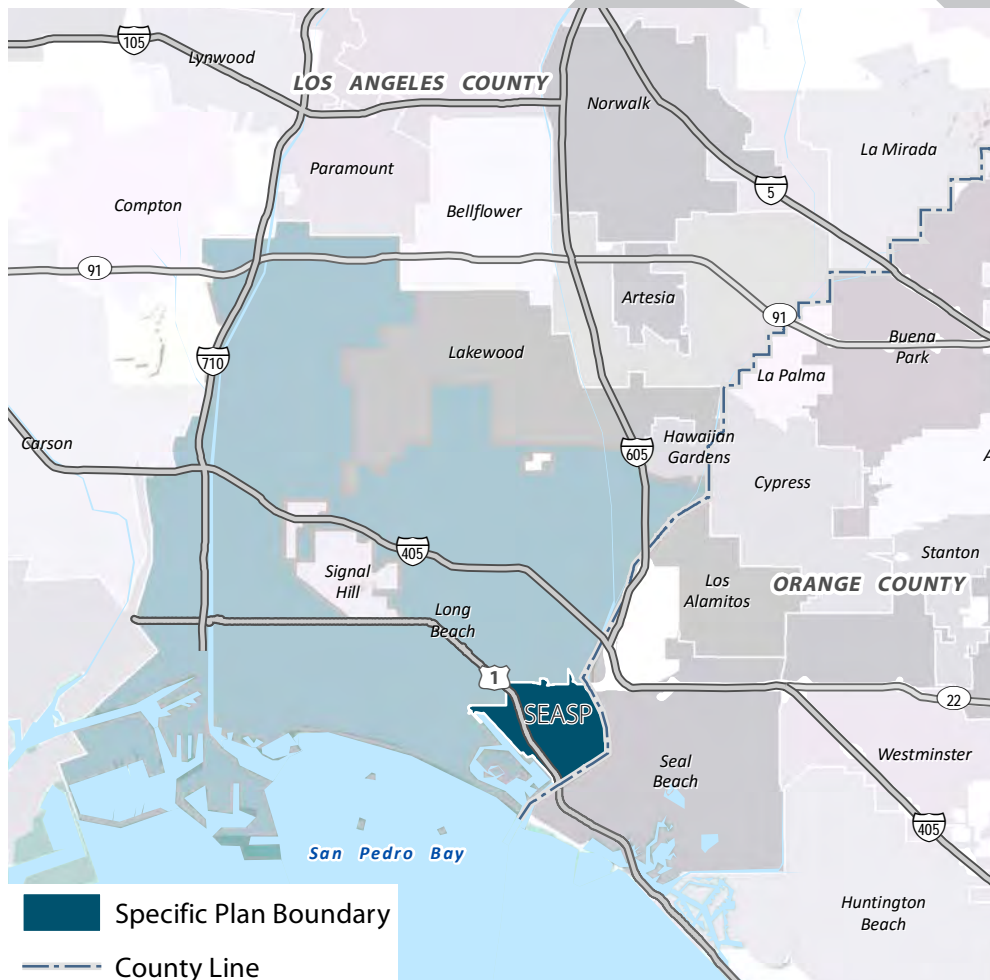 105
Lynwood
LOS ANGELES COUNTY
Norwalk
La Mirada
Paramount
5
Compton
Bellflower
91
Artesia
91
Buena
Park
Lakewood
710
La Palma
Carson
Hawaiian
Gardens
605
Cypress
A
405
Stanton
Signal
Hill
Los
Alamitos
ORANGE COUNTY
Long
Beach
1
22
SEASP
Westminster
Seal
Beach
405
San Pedro Bay
Huntington
Beach
Specific Plan Boundary
County Line